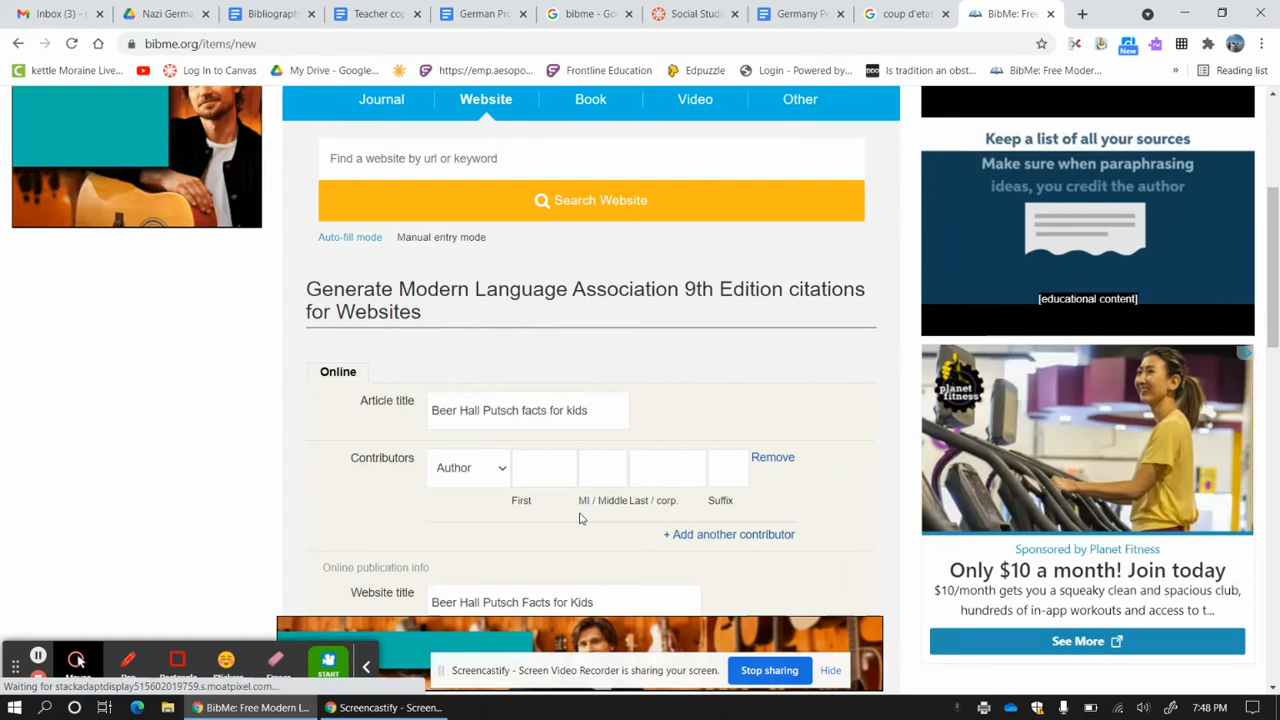 Inbox (3) - A
Nazi Germa
Bibliograph
Teacher cop
German Pro
bibme - Goo
Social Studi
Germany Pr
coup d'etat
BibMe: Free M
bibme.org/items/new
New
kettle Moraine Live...
Log In to Canvas
My Drive - Google...
https://emp.aesopo...
Frontline Education
Edpuzzle
Login - Powered by...
Is tradition an obst...
BibMe: Free Moder...
»
Reading list
Journal
Website
Book
Video
Other
Find a website by url or keyword
Search Website
Auto-fill mode
Manual entry mode
Generate Modern Language Association 9th Edition citations
for Websites
Online
Article title
Beer Hall Putsch facts for kids
Contributors
Author
Remove
First
MI / Middle
Last / corp.
Suffix
+ Add another contributor
Online publication info
Website title
Beer Hall Putsch Facts for Kids
Keep a list of all your sources
Make sure when paraphrasing
ideas, you credit the author
[educational content]
Sponsored by Planet Fitness
Only $10 a month! Join today
$10/month gets you a squeaky clean and spacious club,
hundreds of in-app workouts and access to t...
See More
planet
fitness
START
Screencastify - Screen Video Recorder is sharing your screen.
Stop sharing
Hide
Waiting for stackadaptdisplay515602019759.s.moatpixel.com...
BibMe: Free Modern L...
Screencastify - Screen...
7:48 PM